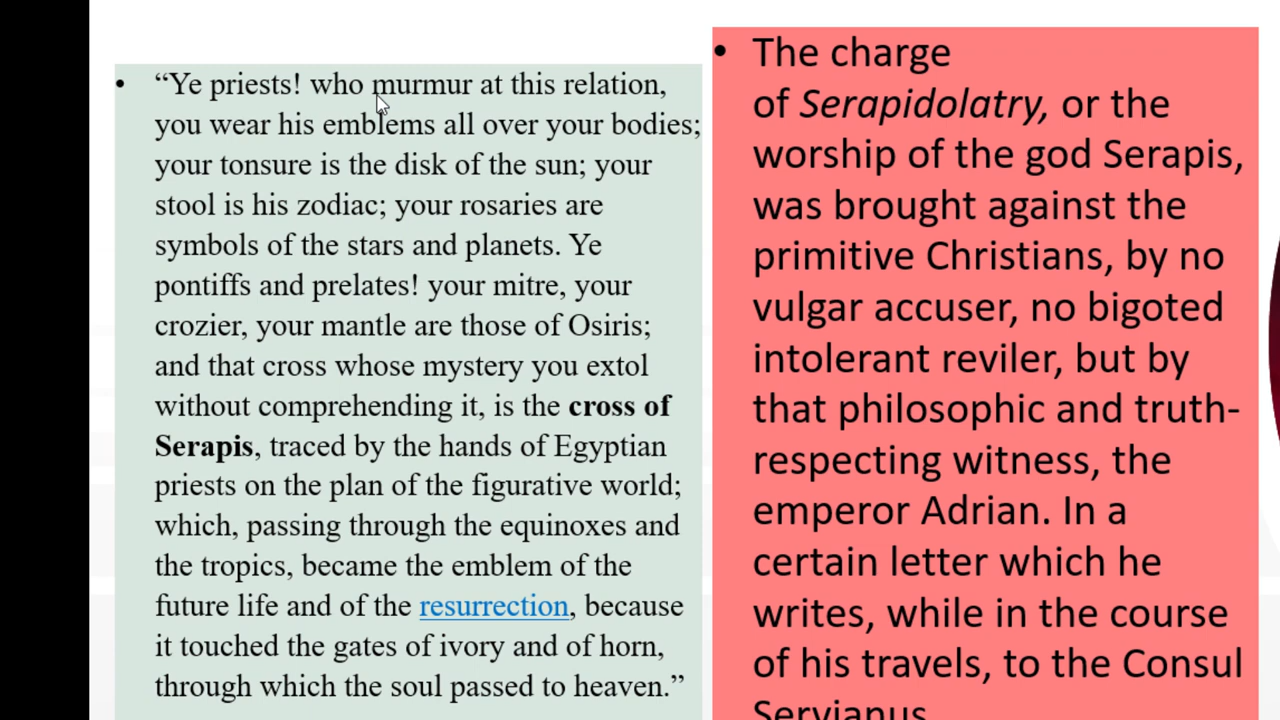 • “Ye priests! who murmur at this relation,
you wear his emblems all over your bodies;
your tonsure is the disk of the sun; your
stool is his zodiac; your rosaries are
symbols of the stars and planets. Ye
pontiffs and prelates! your mitre, your
crozier, your mantle are those of Osiris;
and that cross whose mystery you extol
without comprehending it, is the cross of
Serapis, traced by the hands of Egyptian
priests on the plan of the figurative world;
which, passing through the equinoxes and
the tropics, became the emblem of the
future life and of the resurrection, because
it touched the gates of ivory and of horn,
through which the soul passed to heaven.”
• The charge
of Serapidolatry, or the
worship of the god Serapis,
was brought against the
primitive Christians, by no
vulgar accuser, no bigoted
intolerant reviler, but by
that philosophic and truth-
respecting witness, the
emperor Adrian. In a
certain letter which he
writes, while in the course
of his travels, to the Consul
Servianus